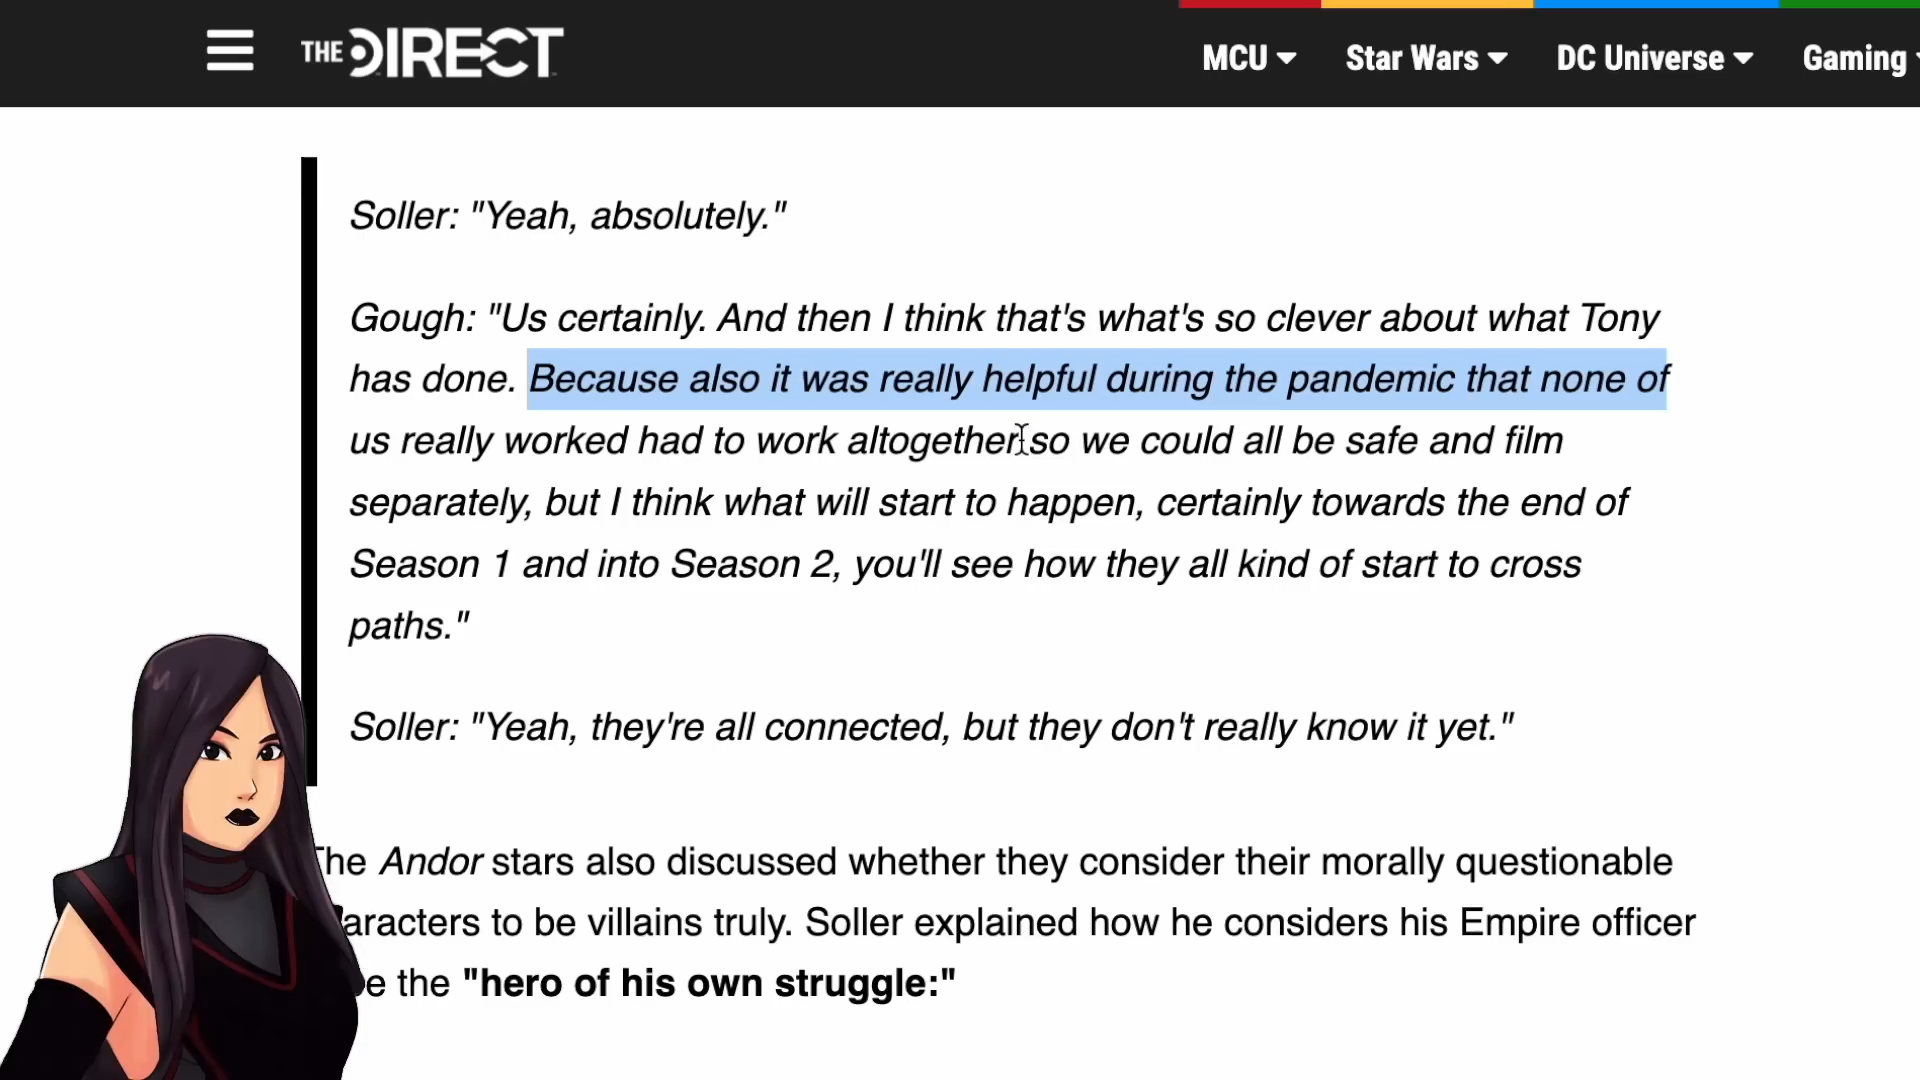 THE DIRECT
MCU Star Wars DC Universe Gaming
Soller: "Yeah, absolutely."
Gough: "Us certainly. And then I think that's what's so clever about what Tony
has done. Because also it was really helpful during the pandemic that none of
us really worked had to work altogether so we could all be safe and film
separately, but I think what will start to happen, certainly towards the end of
Season 1 and into Season 2, you'll see how they all kind of start to cross
paths."
Soller: "Yeah, they're all connected, but they don't really know it yet."
The Andor stars also discussed whether they consider their morally questionable
aracters to be villains truly. Soller explained how he considers his Empire officer
e the "hero of his own struggle:"